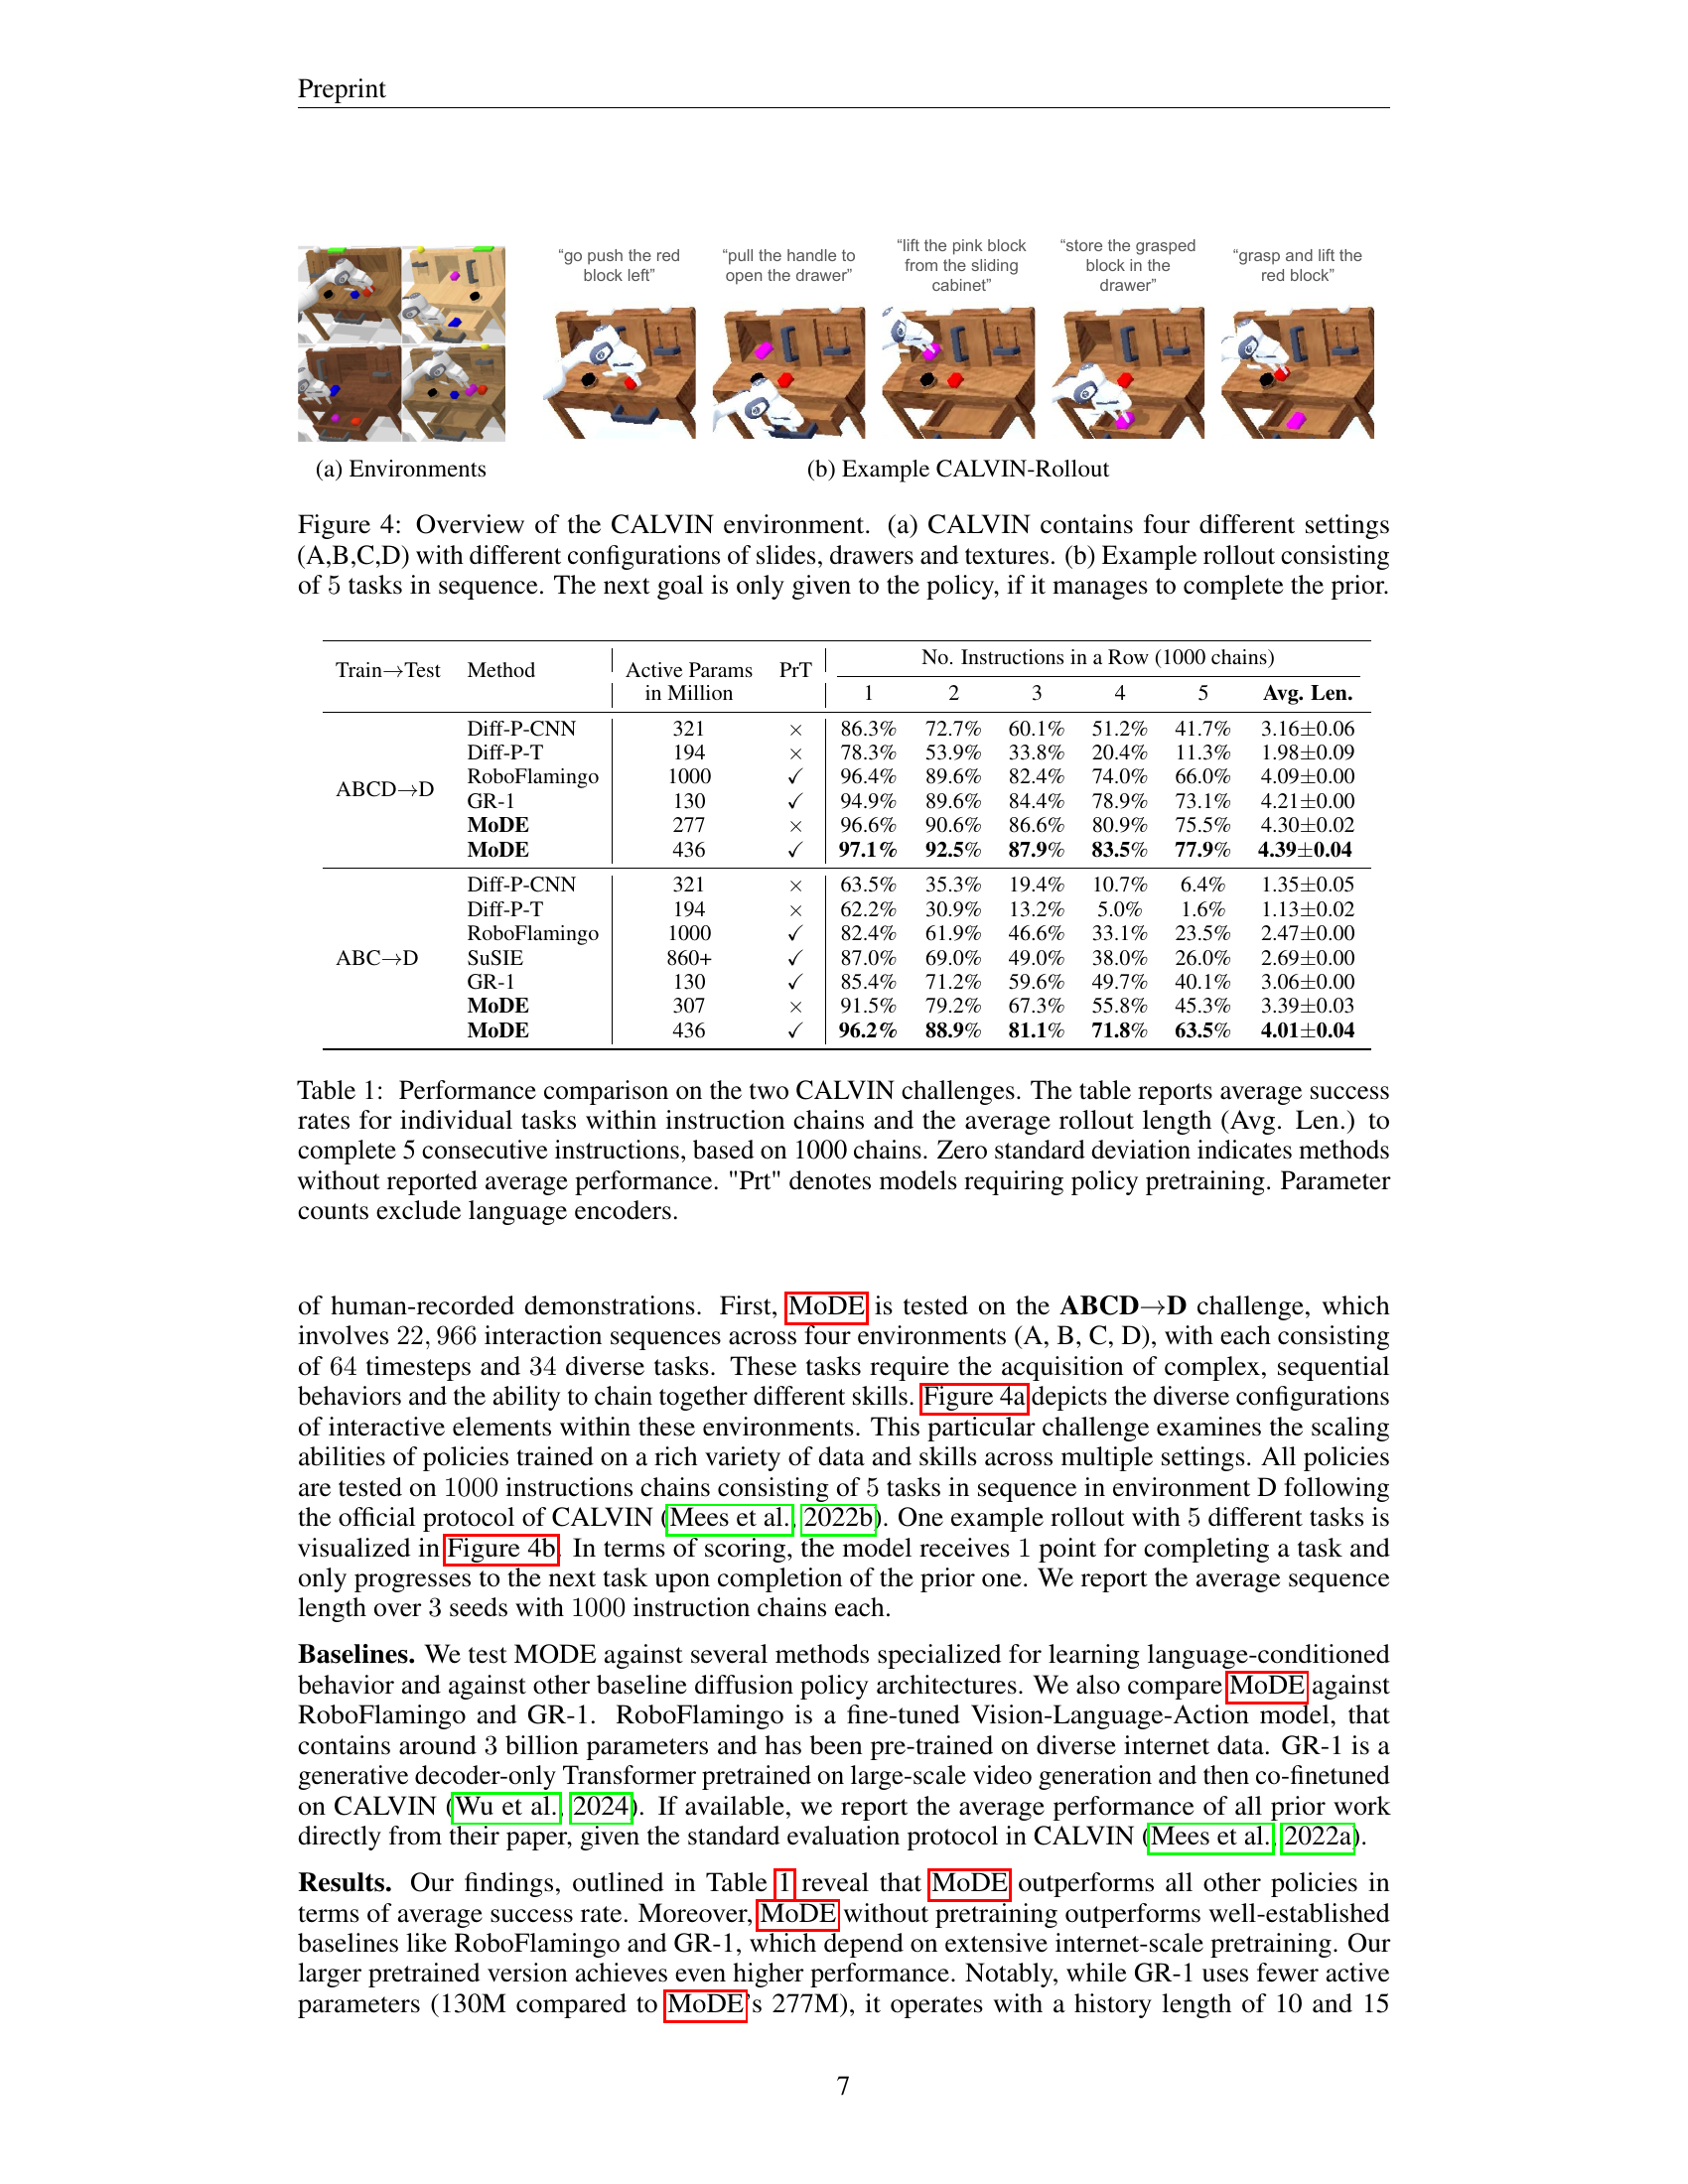 Preprint
“go push the red
block left”
“pull the handle to
open the drawer”
“lift the pink block
from the sliding
cabinet”
“store the grasped
block in the
drawer”
“grasp and lift the
red block”
(a) Environments
(b) Example CALVIN-Rollout
Figure 4: Overview of the CALVIN environment. (a) CALVIN contains four different settings
(A,B,C,D) with different configurations of slides, drawers and textures. (b) Example rollout consisting
of 5 tasks in sequence. The next goal is only given to the policy, if it manages to complete the prior.
Train→Test Method Active Params in Million PrT No. Instructions in a Row (1000 chains)
1 2 3 4 5 Avg. Len.
ABCD→D
Diff-P-CNN 321 × 86.3% 72.7% 60.1% 51.2% 41.7% 3.16±0.06
Diff-P-T 194 × 78.3% 53.9% 33.8% 20.4% 11.3% 1.98±0.09
RoboFlamingo 1000 ✓ 96.4% 89.6% 82.4% 74.0% 66.0% 4.09±0.00
GR-1 130 ✓ 94.9% 89.6% 84.4% 78.9% 73.1% 4.21±0.00
MoDE 277 × 96.6% 90.6% 86.6% 80.9% 75.5% 4.30±0.02
MoDE 436 ✓ 97.1% 92.5% 87.9% 83.5% 77.9% 4.39±0.04
ABC→D
Diff-P-CNN 321 × 63.5% 35.3% 19.4% 10.7% 6.4% 1.35±0.05
Diff-P-T 194 × 62.2% 30.9% 13.2% 5.0% 1.6% 1.13±0.02
RoboFlamingo 1000 ✓ 82.4% 61.9% 46.6% 33.1% 23.5% 2.47±0.00
SuSIE 860+ ✓ 87.0% 69.0% 49.0% 38.0% 26.0% 2.69±0.00
GR-1 130 ✓ 85.4% 71.2% 59.6% 49.7% 40.1% 3.06±0.00
MoDE 307 × 91.5% 79.2% 67.3% 55.8% 45.3% 3.39±0.03
MoDE 436 ✓ 96.2% 88.9% 81.1% 71.8% 63.5% 4.01±0.04
Table 1: Performance comparison on the two CALVIN challenges. The table reports average success
rates for individual tasks within instruction chains and the average rollout length (Avg. Len.) to
complete 5 consecutive instructions, based on 1000 chains. Zero standard deviation indicates methods
without reported average performance. "Prt" denotes models requiring policy pretraining. Parameter
counts exclude language encoders.
of human-recorded demonstrations. First, MoDE is tested on the ABCD→D challenge, which
involves 22, 966 interaction sequences across four environments (A, B, C, D), with each consisting
of 64 timesteps and 34 diverse tasks. These tasks require the acquisition of complex, sequential
behaviors and the ability to chain together different skills. Figure 4a depicts the diverse configurations
of interactive elements within these environments. This particular challenge examines the scaling
abilities of policies trained on a rich variety of data and skills across multiple settings. All policies
are tested on 1000 instructions chains consisting of 5 tasks in sequence in environment D following
the official protocol of CALVIN (Mees et al., 2022b). One example rollout with 5 different tasks is
visualized in Figure 4b. In terms of scoring, the model receives 1 point for completing a task and
only progresses to the next task upon completion of the prior one. We report the average sequence
length over 3 seeds with 1000 instruction chains each.
Baselines. We test MODE against several methods specialized for learning language-conditioned
behavior and against other baseline diffusion policy architectures. We also compare MoDE against
RoboFlamingo and GR-1. RoboFlamingo is a fine-tuned Vision-Language-Action model, that
contains around 3 billion parameters and has been pre-trained on diverse internet data. GR-1 is a
generative decoder-only Transformer pretrained on large-scale video generation and then co-finetuned
on CALVIN (Wu et al., 2024). If available, we report the average performance of all prior work
directly from their paper, given the standard evaluation protocol in CALVIN (Mees et al., 2022a).
Results. Our findings, outlined in Table 1 reveal that MoDE outperforms all other policies in
terms of average success rate. Moreover, MoDE without pretraining outperforms well-established
baselines like RoboFlamingo and GR-1, which depend on extensive internet-scale pretraining. Our
larger pretrained version achieves even higher performance. Notably, while GR-1 uses fewer active
parameters (130M compared to MoDE's 277M), it operates with a history length of 10 and 15
7